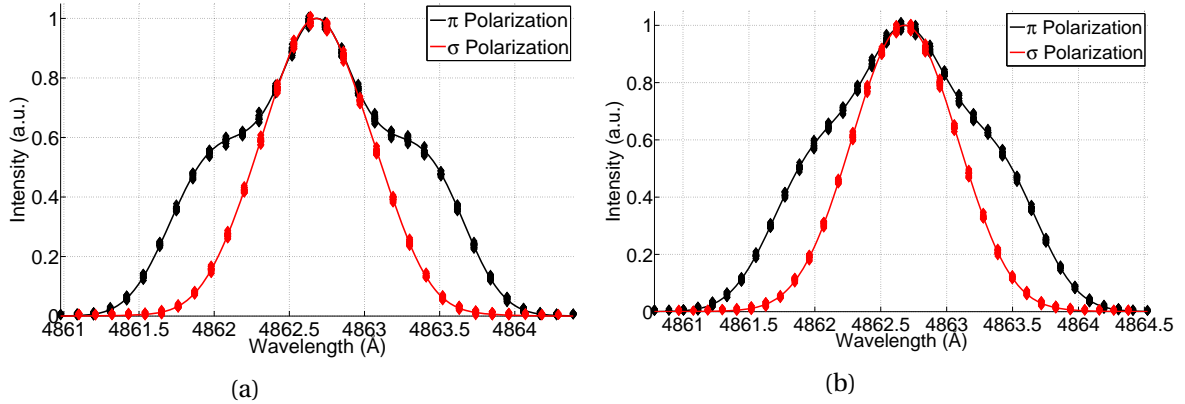 π Polarization
σ Polarization
Intensity (a.u.)
1
0.8
0.6
0.4
0.2
0
4861 4861.5 4862 4862.5 4863 4863.5 4864
Wavelength (Å)
(a)
π Polarization
σ Polarization
Intensity (a.u.)
1
0.8
0.6
0.4
0.2
0
4861 4861.5 4862 4862.5 4863 4863.5 4864 4864.5
Wavelength (Å)
(b)